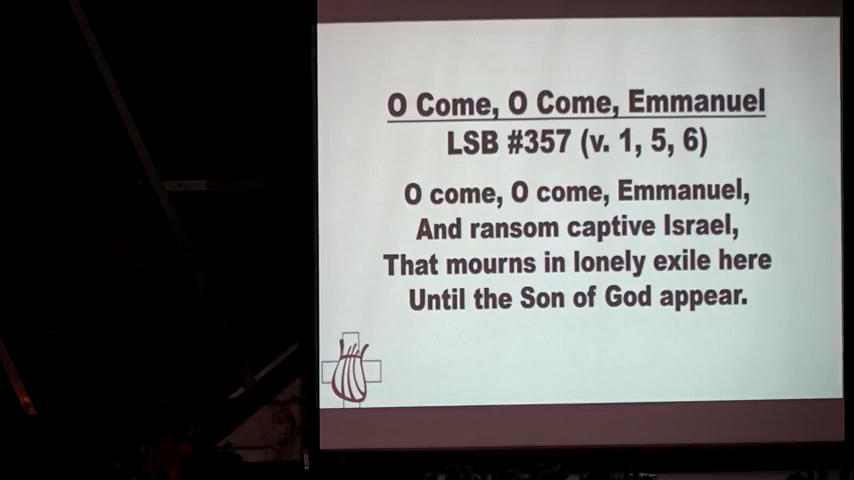 O Come, O Come, Emmanuel
LSB #357 (v. 1, 5, 6)
O come, O come, Emmanuel,
And ransom captive Israel,
That mourns in lonely exile here
Until the Son of God appear.